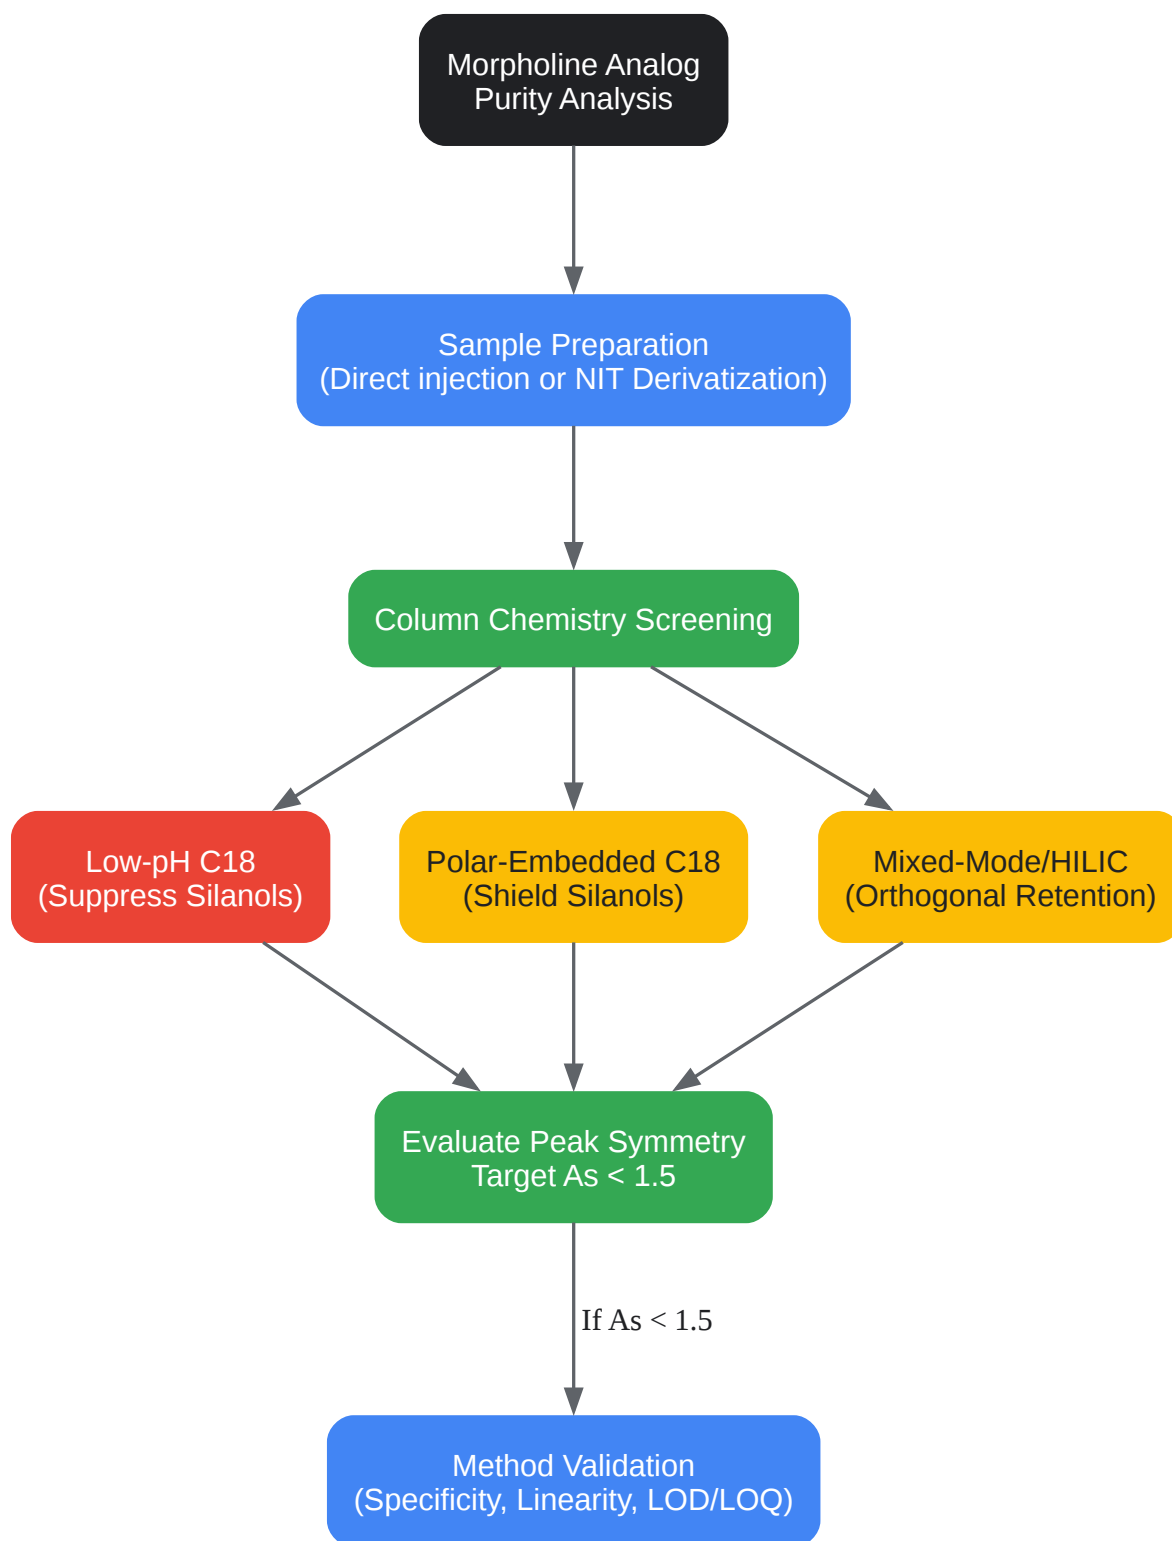 Morpholine Analog
Purity Analysis
Sample Preparation
(Direct injection or NIT Derivatization)
Column Chemistry Screening
Low-pH C18
(Suppress Silanols)
Polar-Embedded C18
(Shield Silanols)
Mixed-Mode/HILIC
(Orthogonal Retention)
Evaluate Peak Symmetry
Target As < 1.5
If As < 1.5
Method Validation
(Specificity, Linearity, LOD/LOQ)